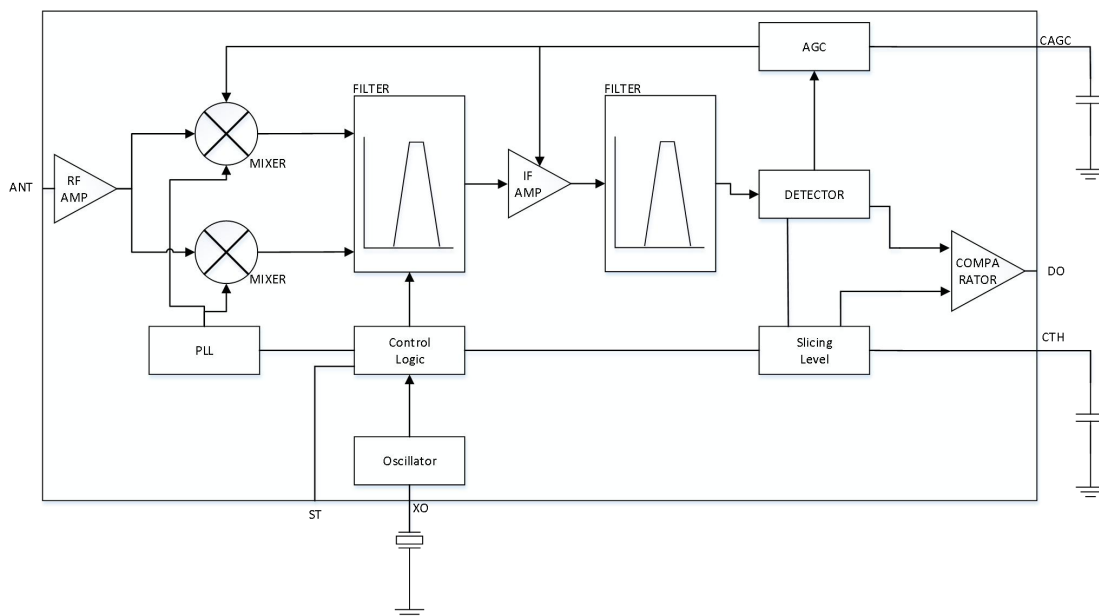 AGC
CAGC
FILTER
FILTER
MIXER
ANT
RF
AMP
IF
AMP
DETECTOR
MIXER
COMPA
RATOR
DO
PLL
Control
Logic
Slicing
Level
CTH
Oscillator
ST
XO